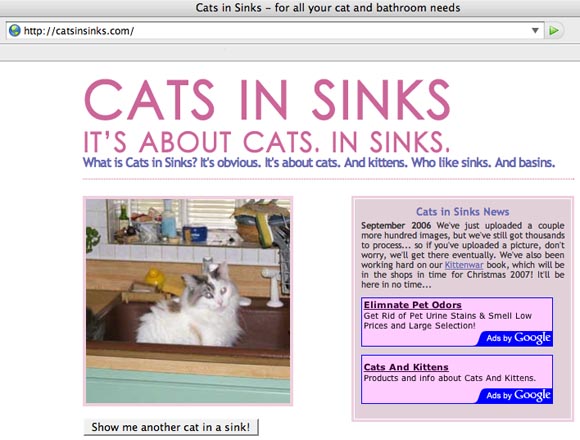 Cats in Sinks – for all your cat and bathroom needs
http://catsinsinks.com/
CATS IN SINKS
IT'S ABOUT CATS. IN SINKS.
What is Cats in Sinks? It's obvious. It's about cats. And kittens. Who like sinks. And basins.
Cats in Sinks News
September 2006 We've just uploaded a couple
more hundred images, but we've still got thousands
to process... so if you've uploaded a picture, don't
worry, we'll get there eventually. We've also been
working hard on our Kittenwar book, which will be
in the shops in time for Christmas 2007! It'll be
here in no time...
Elimnate Pet Odors
Get Rid of Pet Urine Stains & Smell Low
Prices and Large Selection!
Ads by Google
Cats And Kittens
Products and info about Cats And Kittens.
Ads by Google
Show me another cat in a sink!